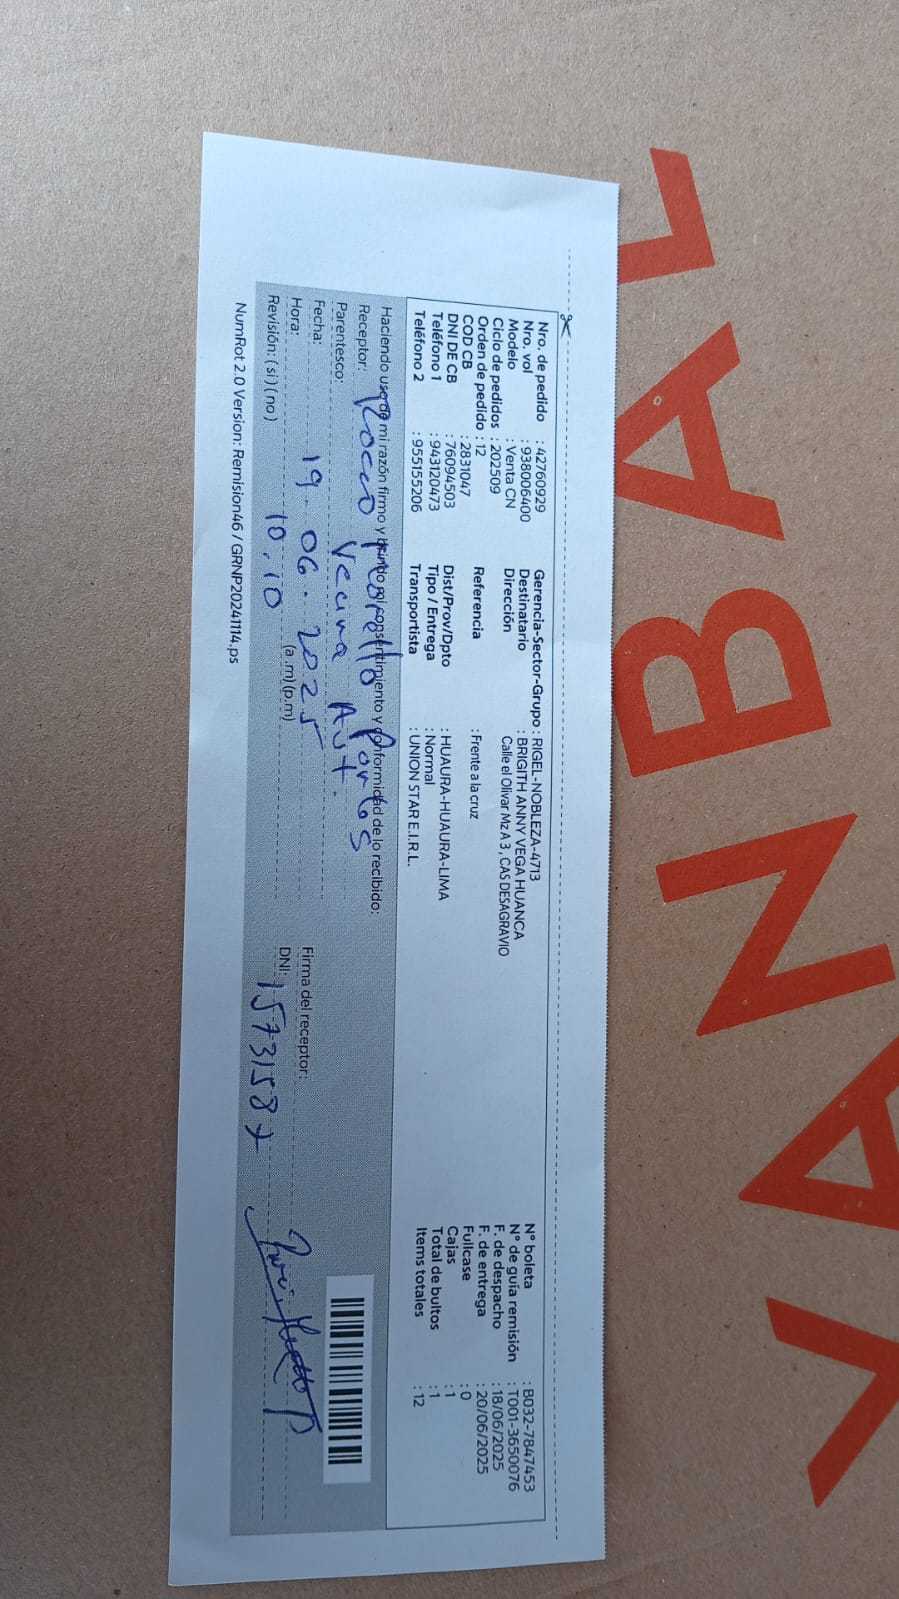 YANBAL
Nro. de pedido : 42760929
Nro. vol : 938006400
Modelo : Venta CN
Ciclo de pedidos : 202509
Orden de pedido : 12
COD CB : 2831047
DNI DE CB : 76094503
Teléfono 1 : 943120473
Teléfono 2 : 955155206
Gerencia-Sector-Grupo : RIGEL-NOBLEZA-4713
Destinatario : BRIGITH ANNY VEGA HUANCA
Dirección Calle el Olivar Mz A 3 , CAS DESAGRAVIO
Referencia : Frente a la cruz
Dist/Prov/Dpto : HUAURA-HUAURA-LIMA
Tipo / Entrega : Normal
Transportista : UNION STAR E.I.R.L.
N° boleta : B032-7847453
N° de guía remisión : T001-3650076
F. de despacho : 18/06/2025
F. de entrega : 20/06/2025
Fullcase : 0
Cajas : 1
Total de bultos : 1
Items totales : 12
Haciendo uso de mi razón firmo y brindo mi consentimiento y conformidad de lo recibido:
Receptor: Rocco
Parentesco: Vecina Aut.
Fecha: 19. 06. 2025
Hora: 10.10 (a.m)(p.m)
Revisión: (si) (no)
Firma del receptor:
DNI: 15731587
NumRot 2.0 Version: Remision46 / GRNP20241114.ps